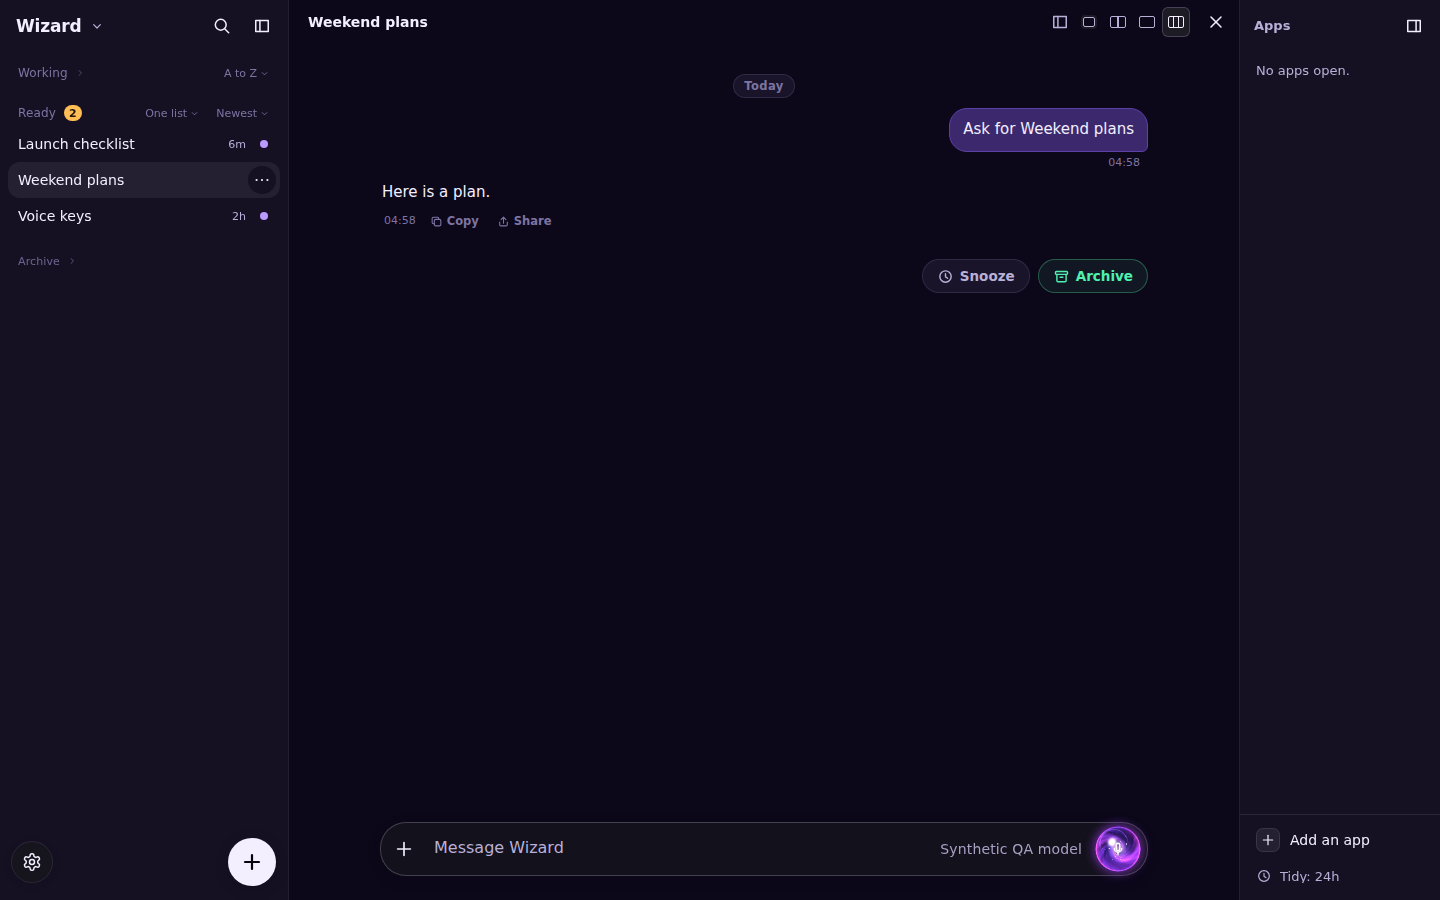 Wizard
Working
A to Z
Ready 2 One list Newest
Launch checklist 6m
Weekend plans
Voice keys 2h
Archive
Weekend plans
Today
Ask for Weekend plans
04:58
Here is a plan.
04:58 Copy Share
Snooze Archive
Message Wizard Synthetic QA model
Apps
No apps open.
Add an app
Tidy: 24h